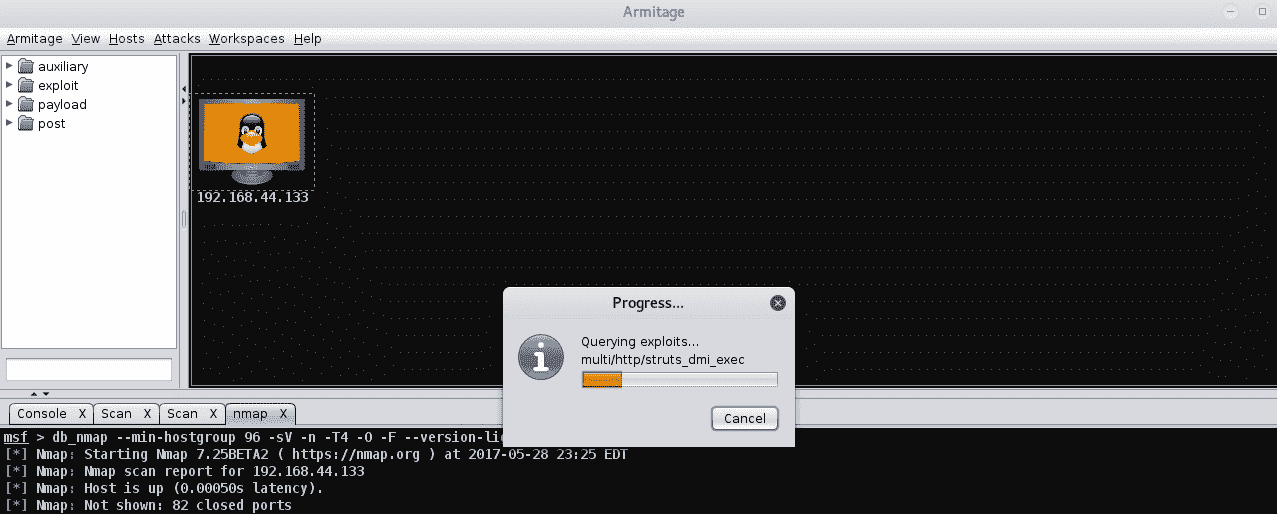 Armitage
Armitage View Hosts Attacks Workspaces Help
auxiliary
exploit
payload
post
192.168.44.133
Progress...
Querying exploits...
multi/http/struts_dmi_exec
Cancel
Console X Scan X Scan X nmap X
msf > db_nmap --min-hostgroup 96 -sV -n -T4 -O -F
[*] Nmap: Starting Nmap 7.25BETA2 ( https://nmap.org ) at 2017-05-28 23:25 EDT
[*] Nmap: Nmap scan report for 192.168.44.133
[*] Nmap: Host is up (0.00050s latency).
[*] Nmap: Not shown: 82 closed ports